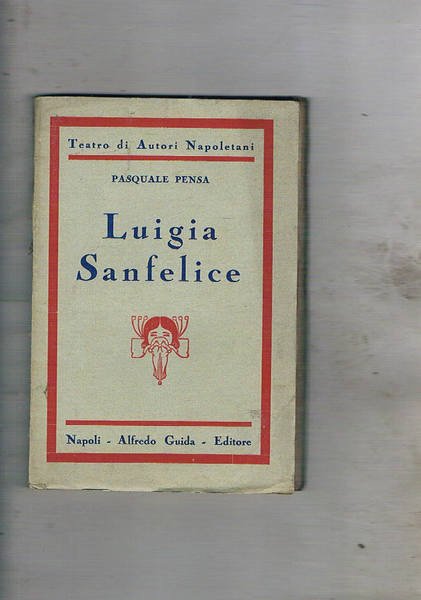 Teatro di Autori Napoletani
PASQUALE PENSA
Luigia
Sanfelice
Napoli - Alfredo Guida - Editore